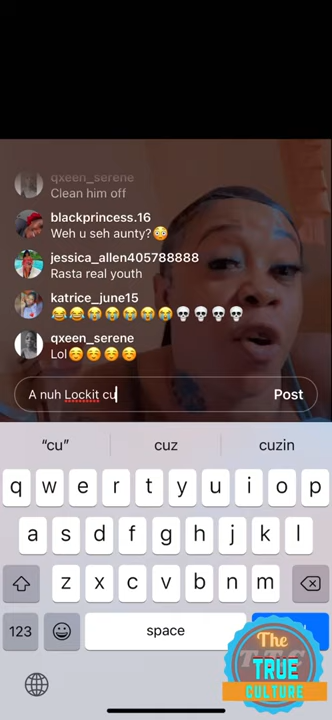 qxeen_serene
Clean him off
blackprincess.16
Weh u seh aunty?😳
jessica_allen405788888
Rasta real youth
katrice_june15
😂😂😭😭😭😭😭💀💀💀💀
qxeen_serene
Lol☺️☺️☺️☺️
A nuh Lockit cu
Post
“cu” cuz cuzin
q w e r t y u i o p
a s d f g h j k l
z x c v b n m
123 space
The
TRUE
CULTURE